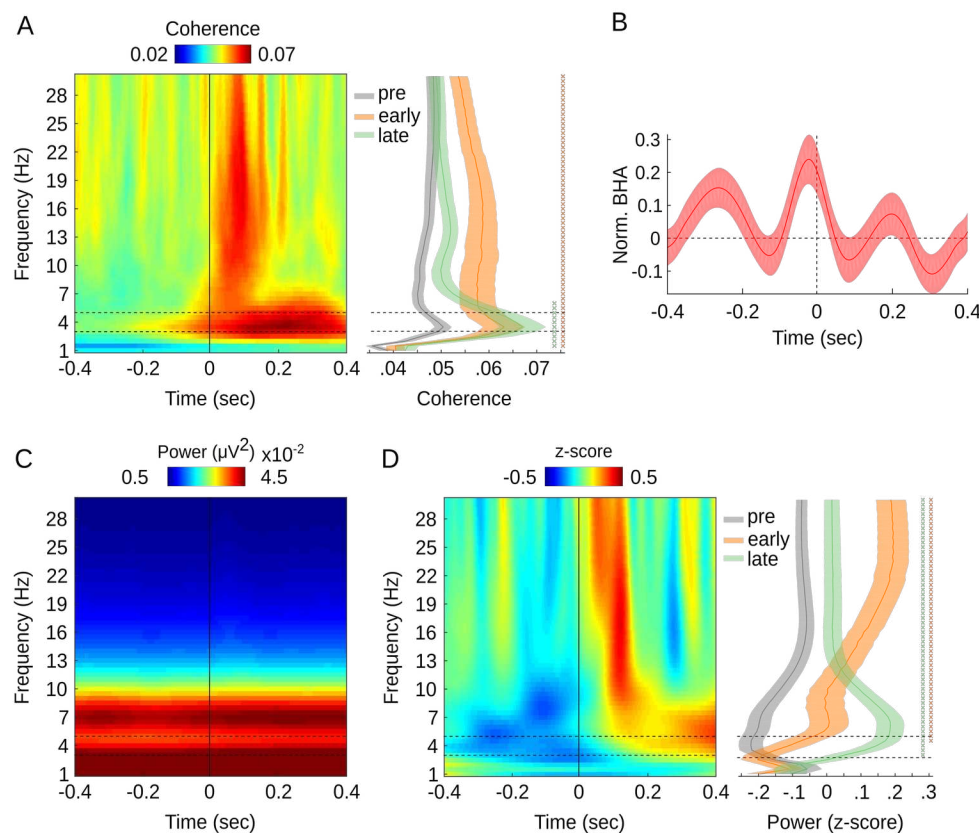 A
Coherence
0.02 0.07
Frequency (Hz)
28
25
22
19
16
13
10
7
4
1
-0.4 -0.2 0 0.2 0.4
Time (sec)
pre
early
late
.04 .05 .06 .07
Coherence
B
Norm. BHA
0.3
0.2
0.1
0
-0.1
-0.4 -0.2 0 0.2 0.4
Time (sec)
C
Power (µV2) x10-2
0.5 4.5
Frequency (Hz)
28
25
22
19
16
13
10
7
4
1
-0.4 -0.2 0 0.2 0.4
Time (sec)
D
z-score
-0.5 0.5
Frequency (Hz)
28
25
22
19
16
13
10
7
4
1
-0.4 -0.2 0 0.2 0.4
Time (sec)
pre
early
late
-.2 -.1 0 .1 .2 .3
Power (z-score)